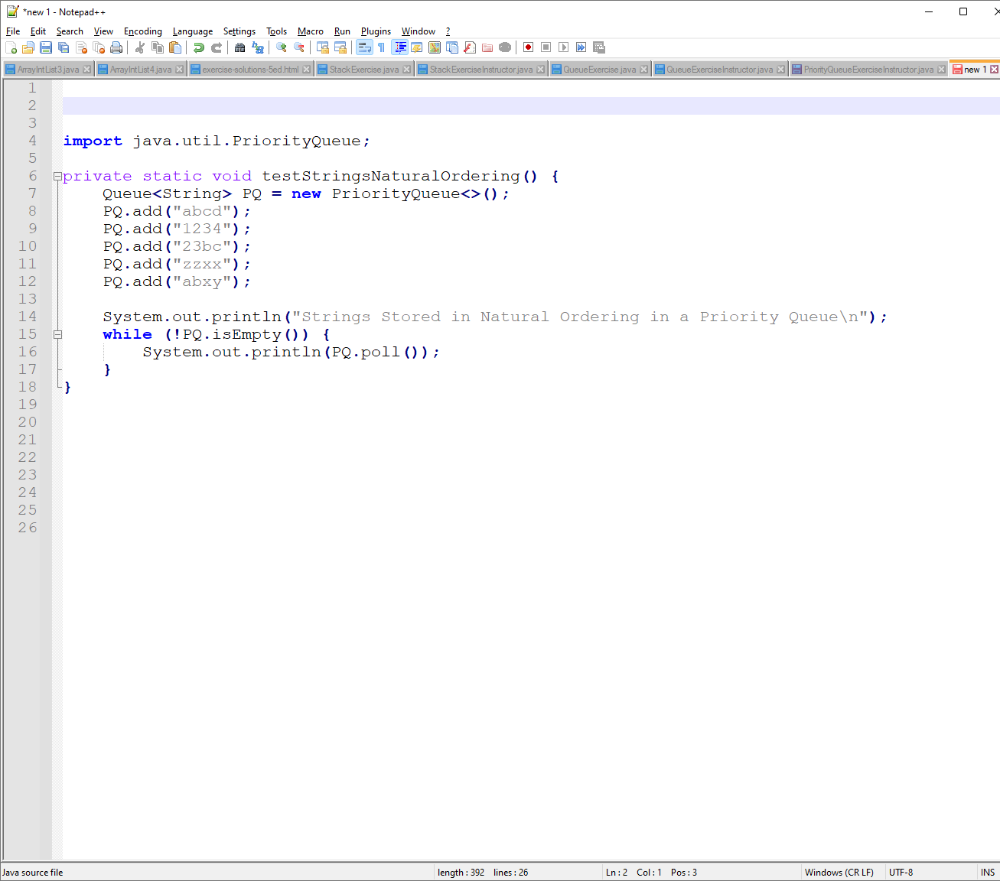 *new 1 - Notepad++
File Edit Search View Encoding Language Settings Tools Macro Run Plugins Window ?
ArrayIntList3.java ArrayIntList4.java exercise-solutions-5ed.html StackExercise.java StackExerciseInstructor.java QueueExercise.java QueueExerciseInstructor.java PriorityQueueExerciseInstructor.java new 1
1
2
3
4 import java.util.PriorityQueue;
5
6 private static void testStringsNaturalOrdering() {
7 Queue<String> PQ = new PriorityQueue<>();
8 PQ.add("abcd");
9 PQ.add("1234");
10 PQ.add("23bc");
11 PQ.add("zzxx");
12 PQ.add("abxy");
13
14 System.out.println("Strings Stored in Natural Ordering in a Priority Queue\n");
15 while (!PQ.isEmpty()) {
16 System.out.println(PQ.poll());
17 }
18 }
19
20
21
22
23
24
25
26
Java source file length : 392 lines : 26 Ln : 2 Col : 1 Pos : 3 Windows (CR LF) UTF-8 INS